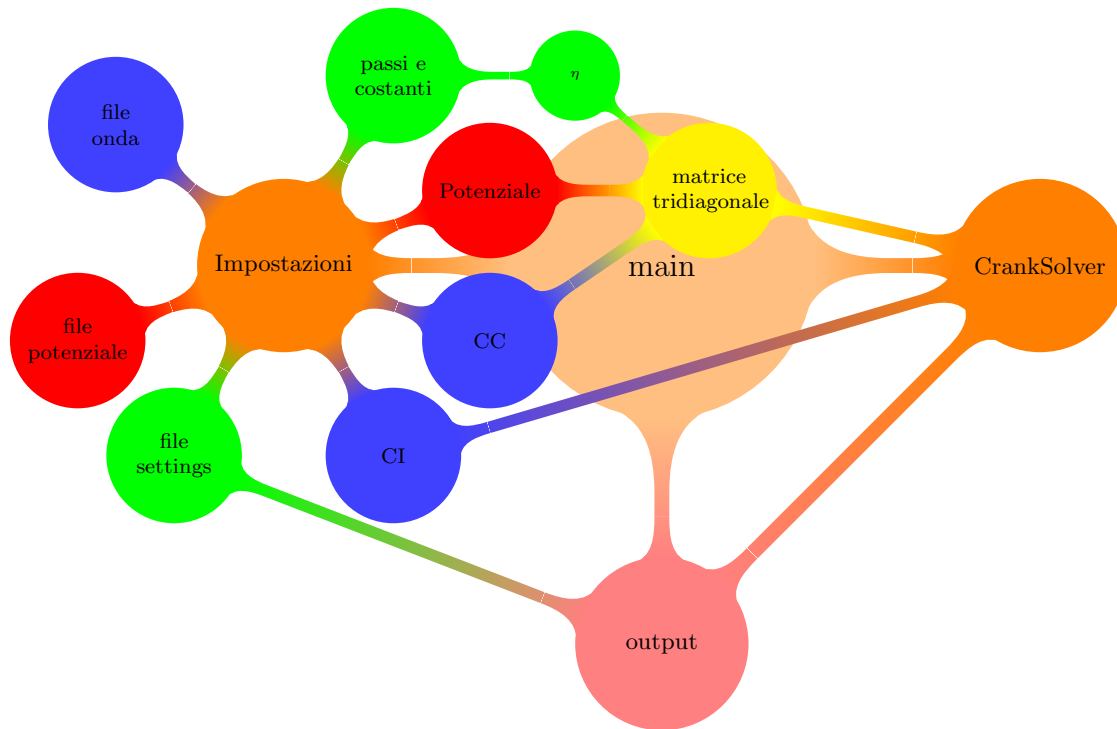 passi e
costanti
η
file
onda
Potenziale
matrice
tridiagonale
Impostazioni
main
CrankSolver
file
potenziale
CC
file
settings
CI
output